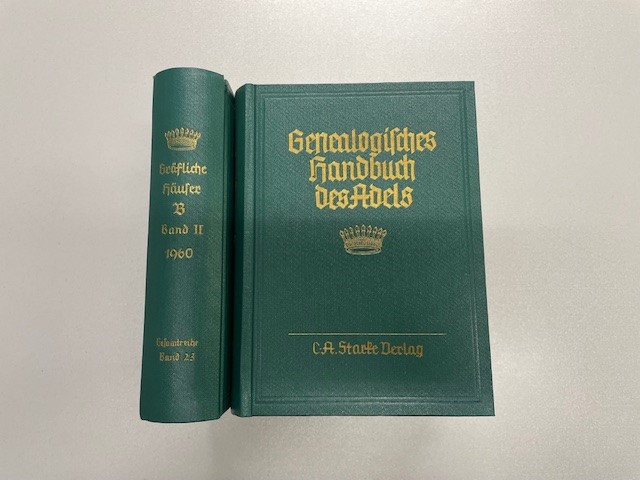 Gräfliche
Häuser
B
Band II
1960
Gesamtreihe
Band 23
Genealogisches
Handbuch
des Adels
C. A. Starke Verlag